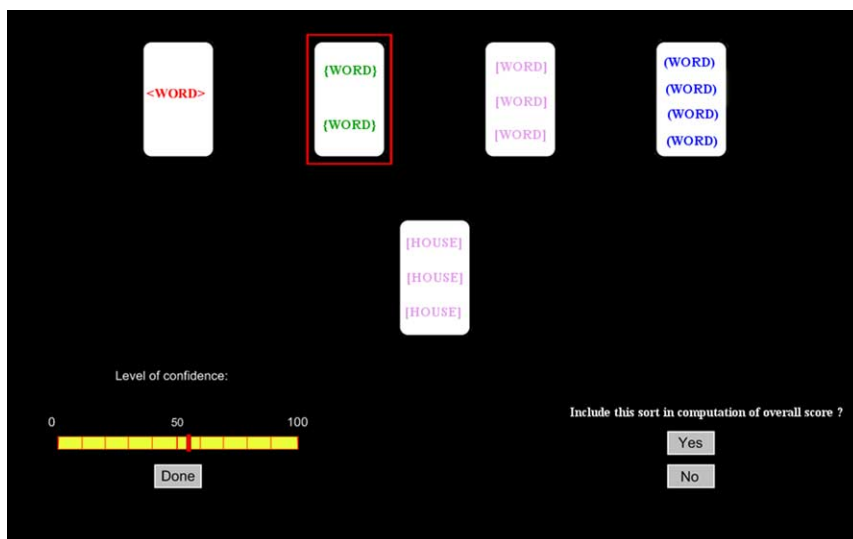 <WORD>
{WORD}
{WORD}
[WORD]
[WORD]
[WORD]
(WORD)
(WORD)
(WORD)
(WORD)
[HOUSE]
[HOUSE]
[HOUSE]
Level of confidence:
0 50 100
Done
Include this sort in computation of overall score ?
Yes
No